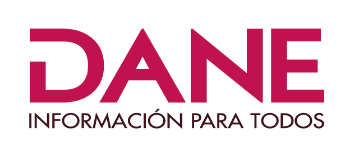 DANE
INFORMACIÓN PARA TODOS